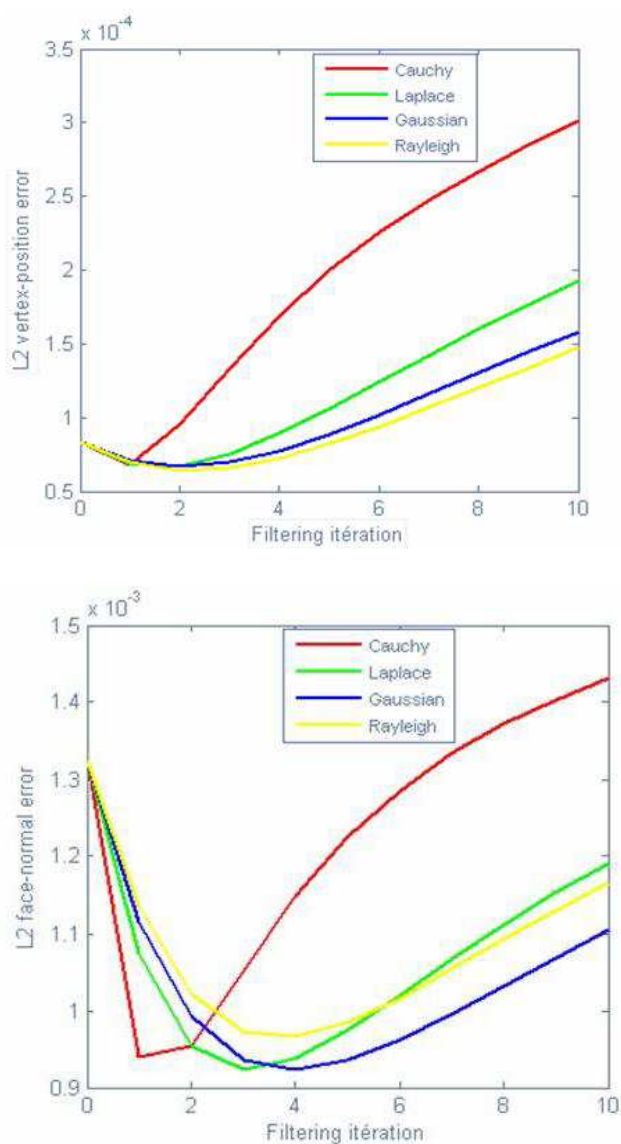 x 10-4
3.5
3
2.5
2
1.5
1
0.5
L2 vertex-position error
Cauchy
Laplace
Gaussian
Rayleigh
0 2 4 6 8 10
Filtering itération
x 10-3
1.5
1.4
1.3
1.2
1.1
1
0.9
L2 face-normal error
Cauchy
Laplace
Gaussian
Rayleigh
0 2 4 6 8 10
Filtering itération